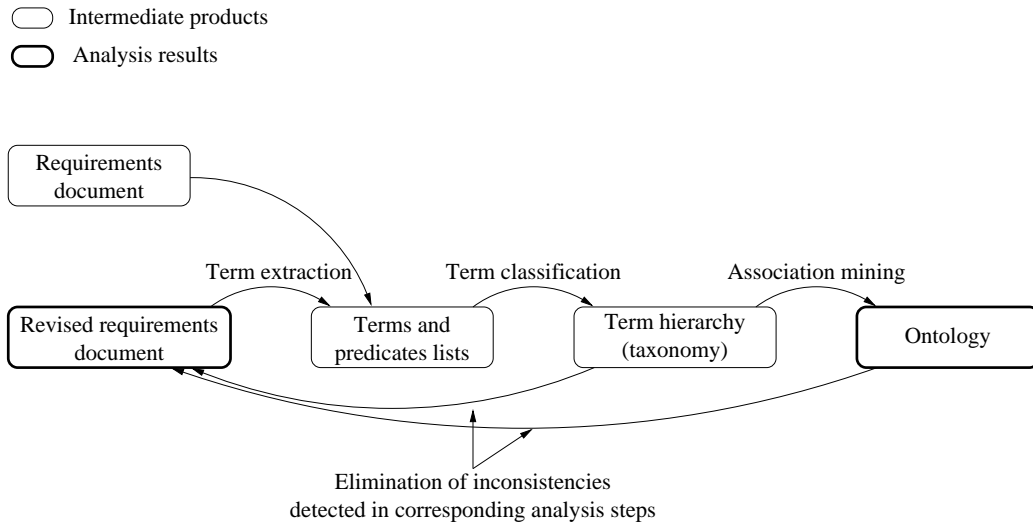 Intermediate products
Analysis results
Requirements
document
Term extraction
Term classification
Association mining
Revised requirements
document
Terms and
predicates lists
Term hierarchy
(taxonomy)
Ontology
Elimination of inconsistencies
detected in corresponding analysis steps